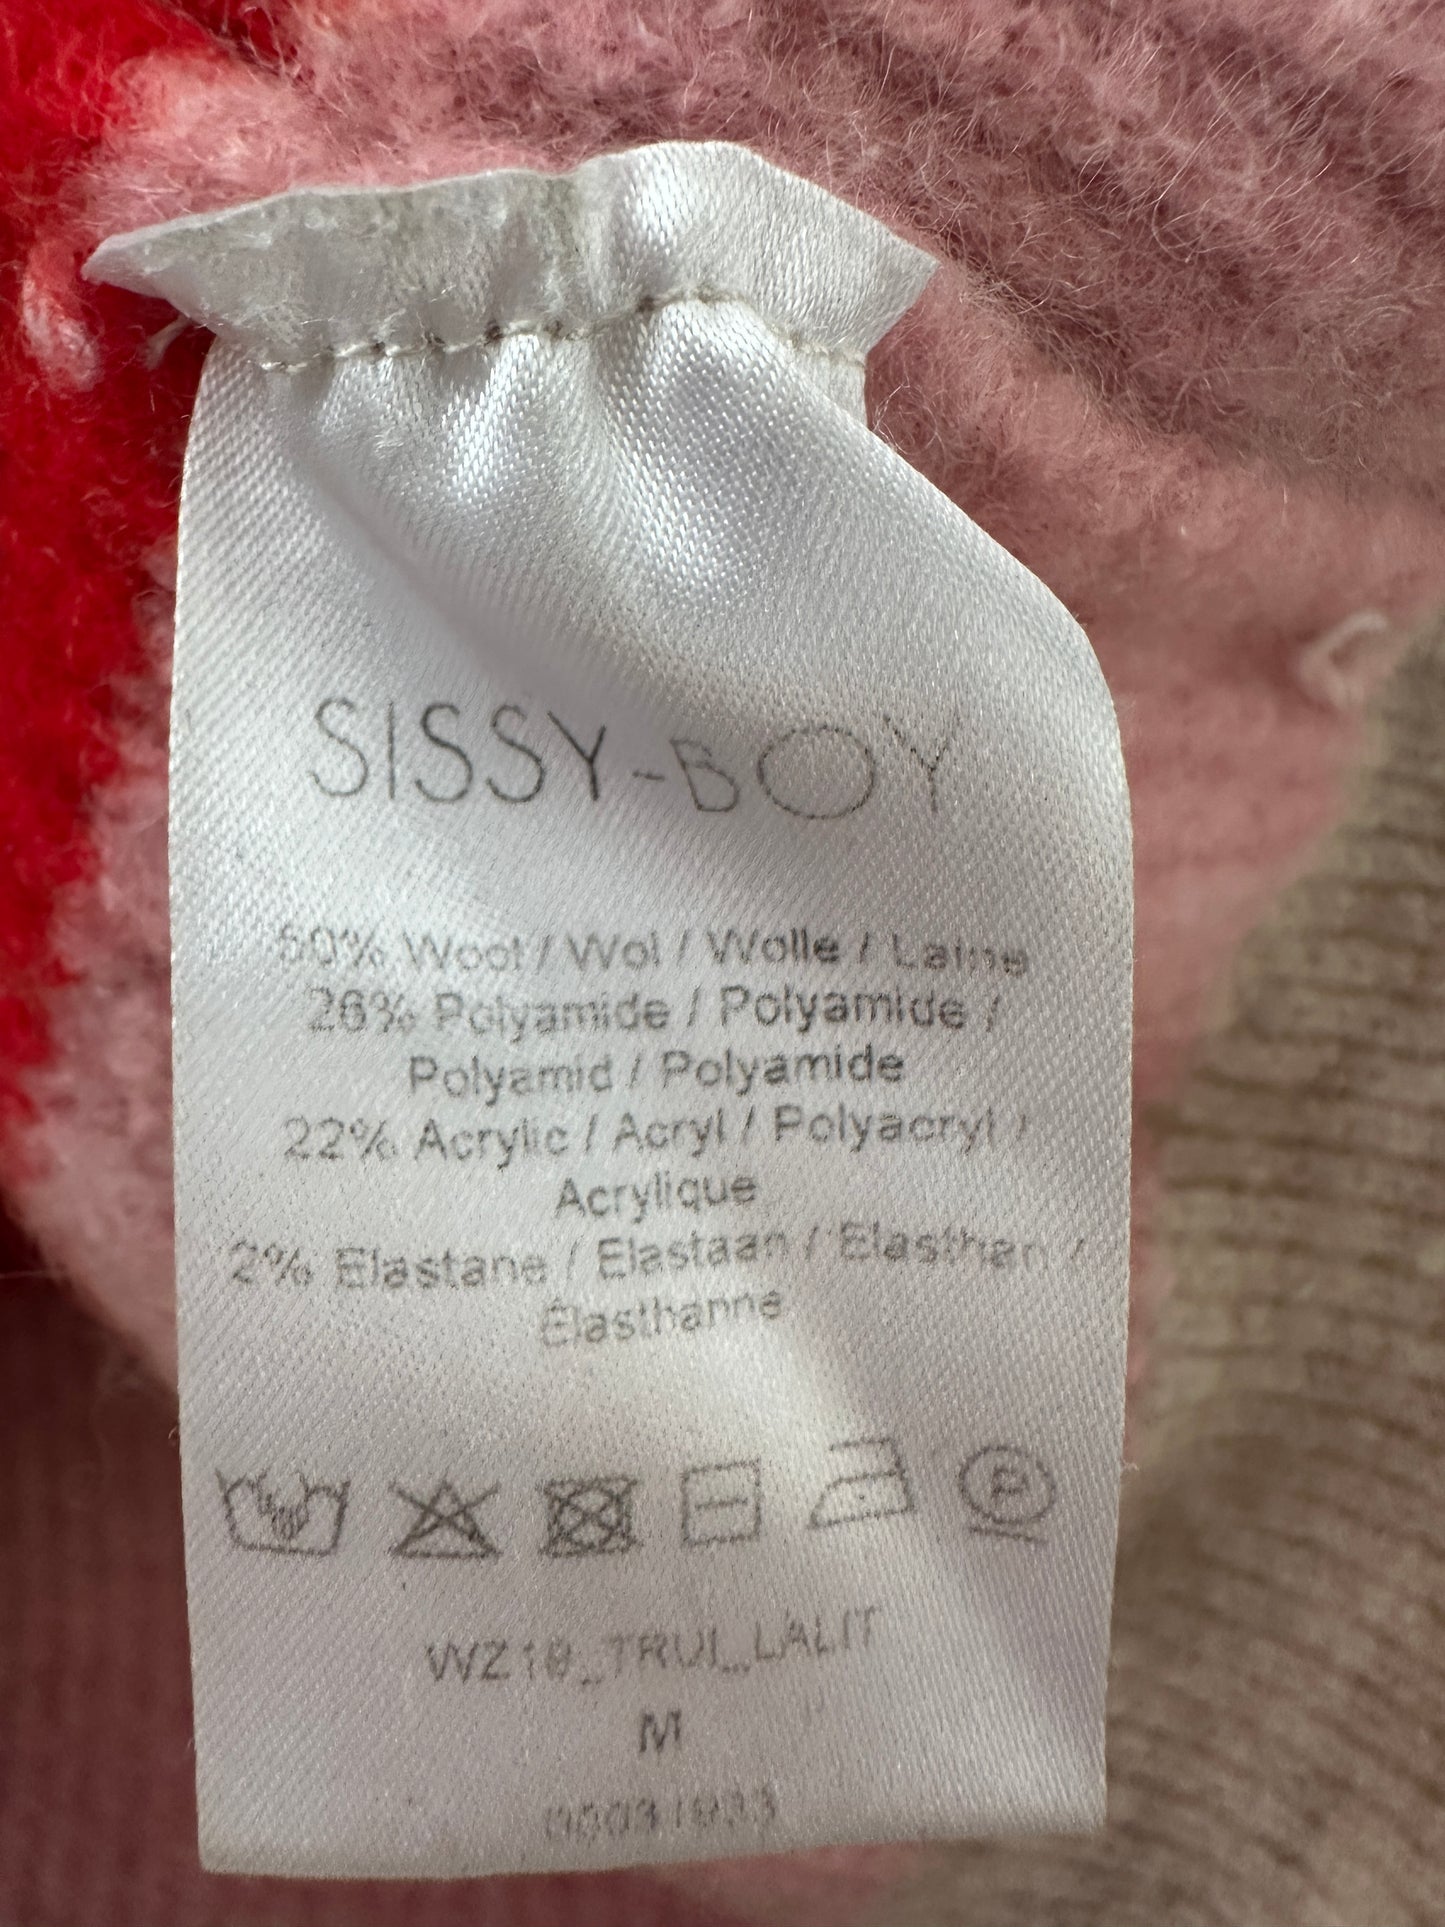 SISSY-BOY
50% Wool / Wol / Wolle / Laine
26% Polyamide / Polyamide /
Polyamid / Polyamide
22% Acrylic / Acryl / Polyacryl /
Acrylique
2% Elastane / Elastaan / Elasthan /
Élasthanne
P
WZ18_TRUI_LALIT
M